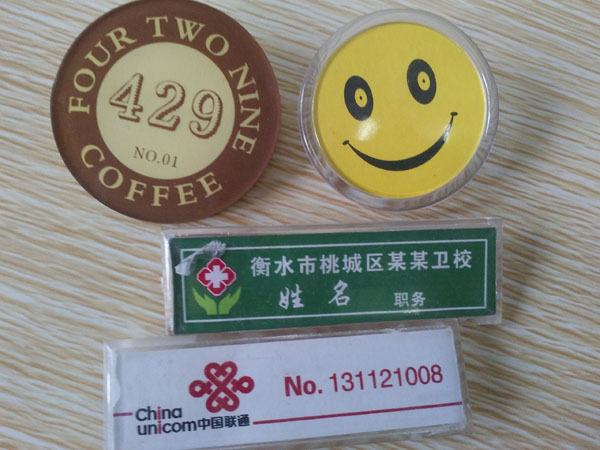 FOUR TWO NINE
429
NO.01
COFFEE
衡水市桃城区某某卫校
姓名 职务
China
unicom中国联通
No. 131121008